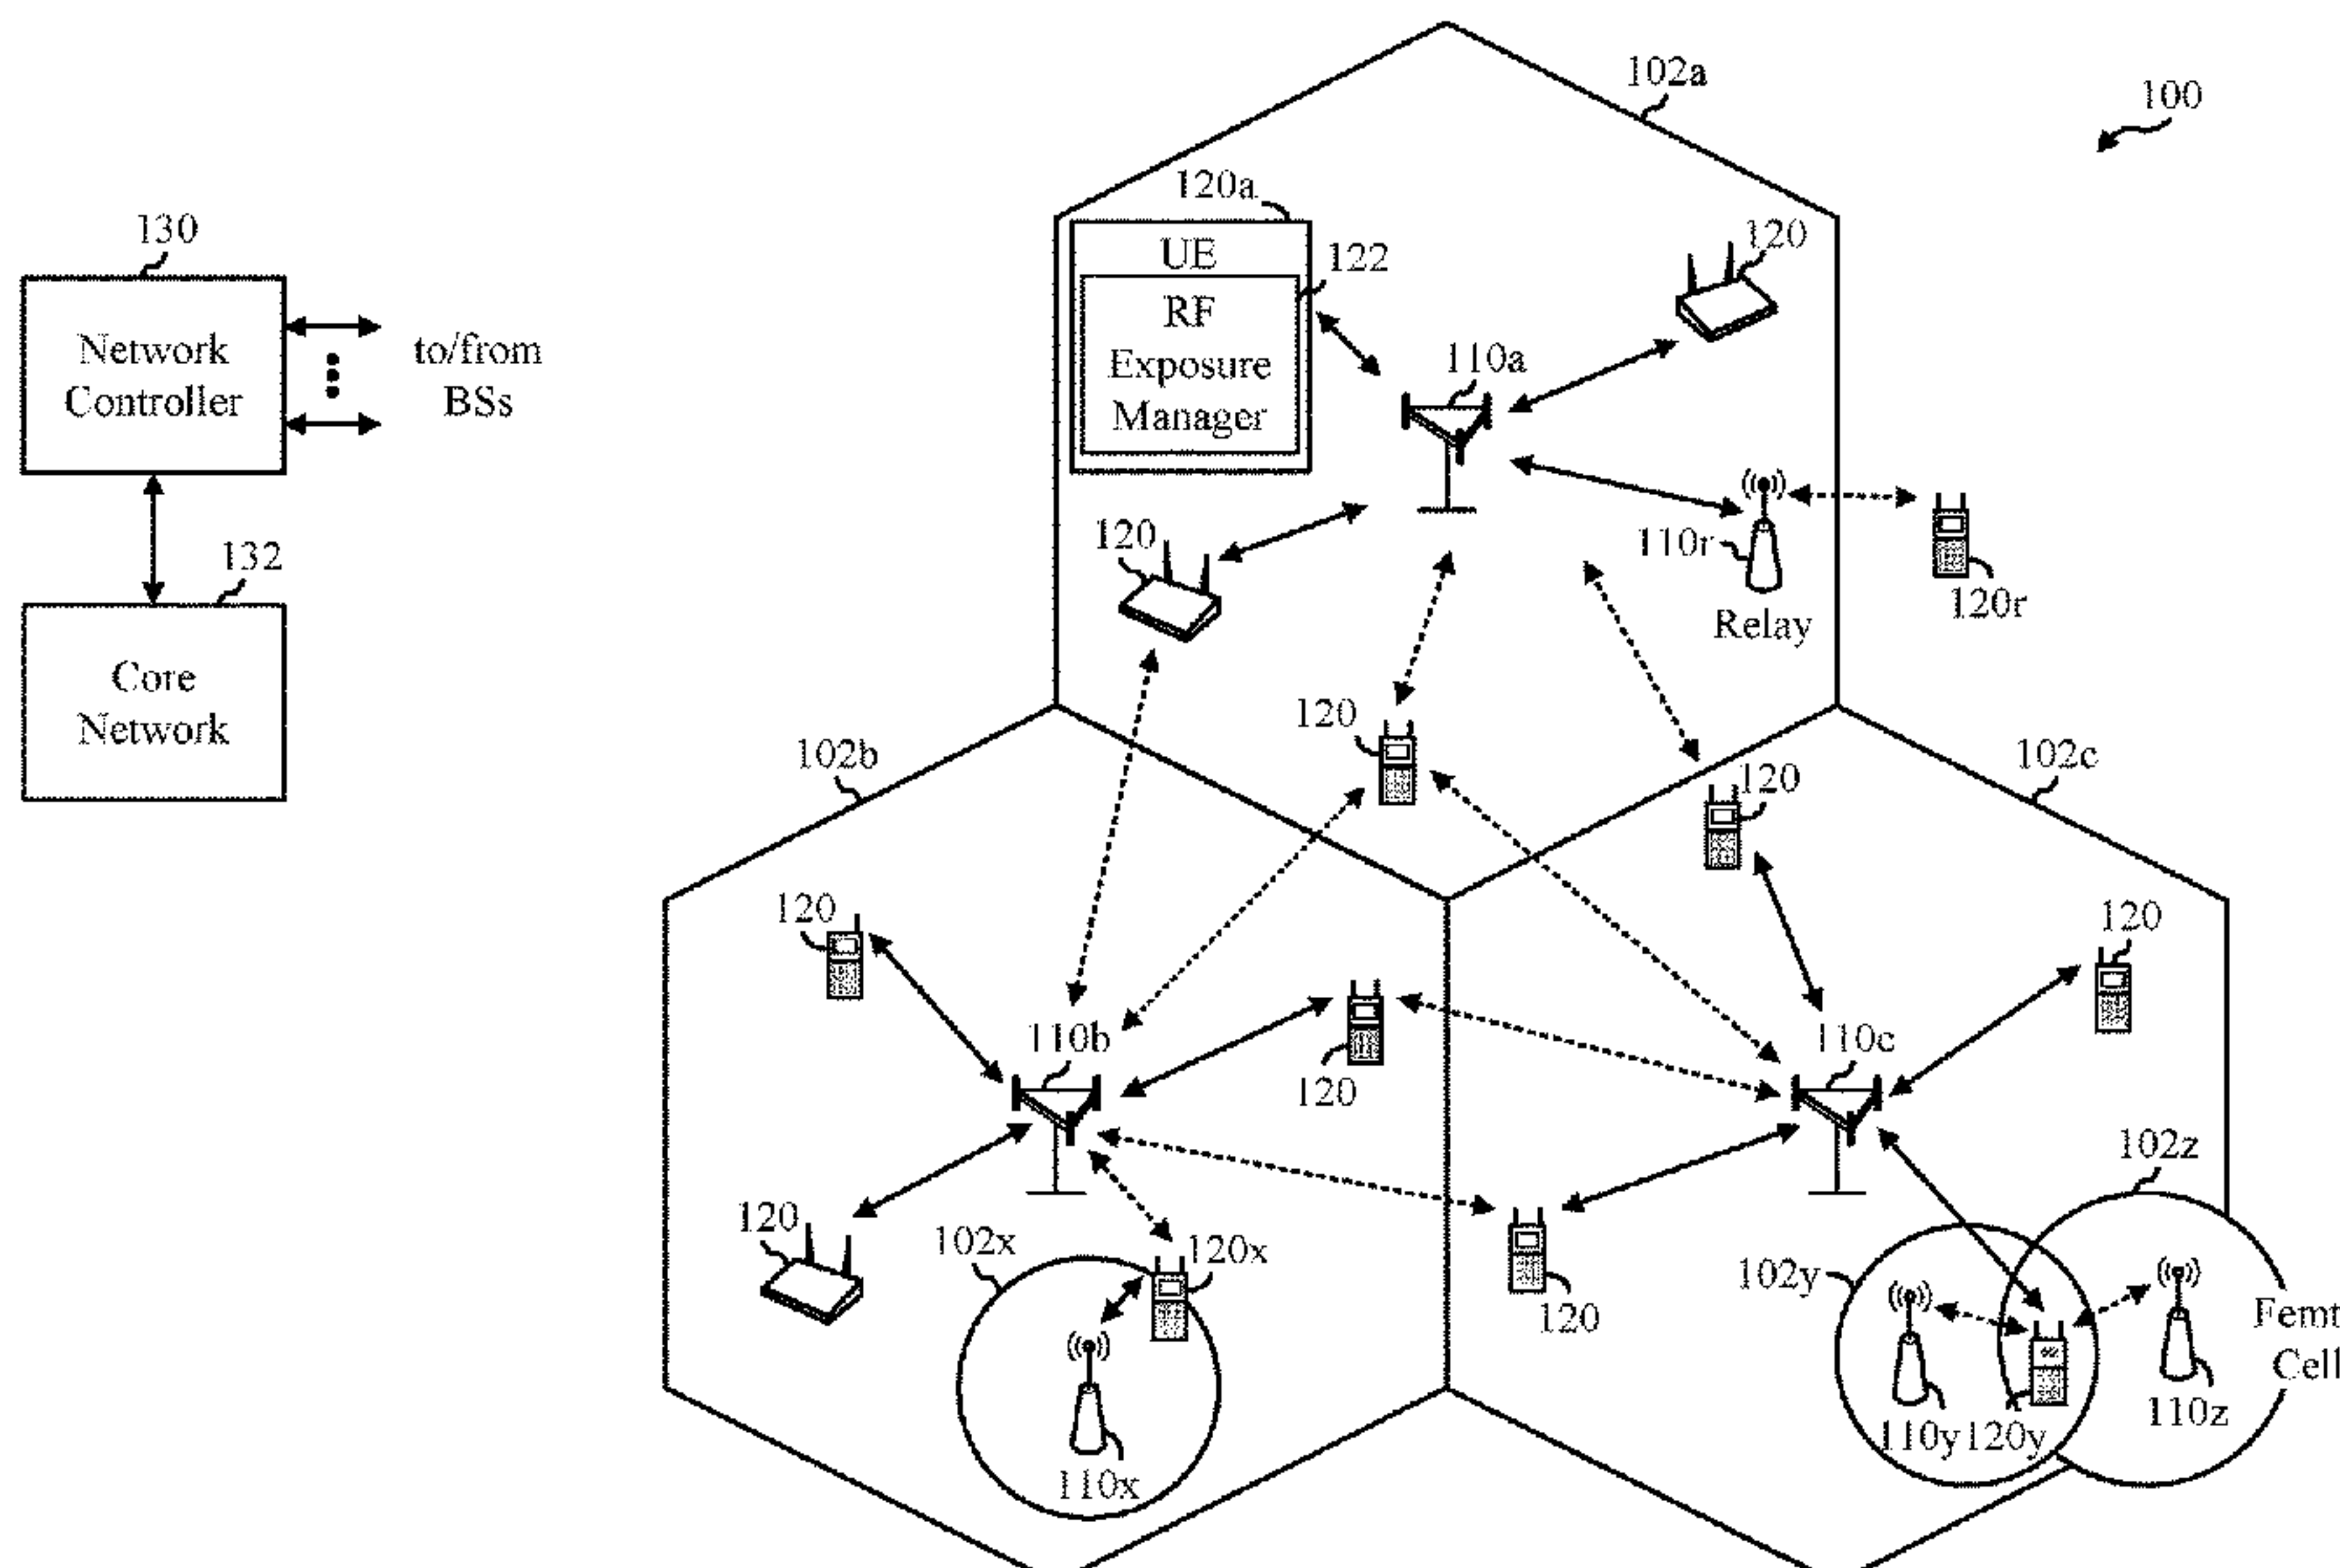 102a
100
120a
130
UE
122
120
RF
Exposure
Manager
Network
Controller
to/from
BSs
110a
132
120
110r
120r
Relay
Core
Network
120
102b
102c
120
120
120
110b
110c
120
102z
120
102x
120x
102y
120
Femt
Cell
110y
120y
110z
110x